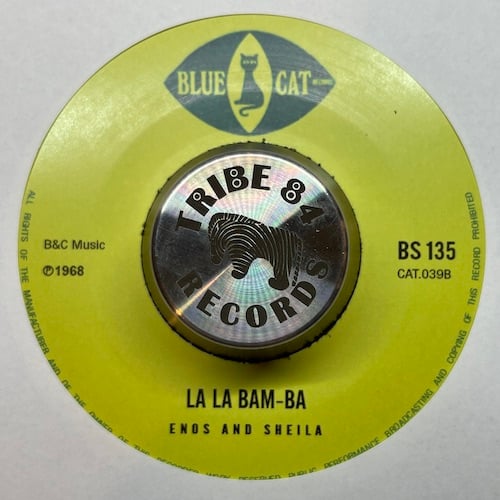 BLUE CAT
RECORDS
TRIBE 84
RECORDS
B&C Music
℗1968
BS 135
CAT.039B
LA LA BAM-BA
ENOS AND SHEILA
ALL RIGHTS OF THE MANUFACTURER AND OF THE OWNER OF THE RECORDED WORK RESERVED PUBLIC PERFORMANCE BROADCASTING AND COPYING OF THIS RECORD PROHIBITED